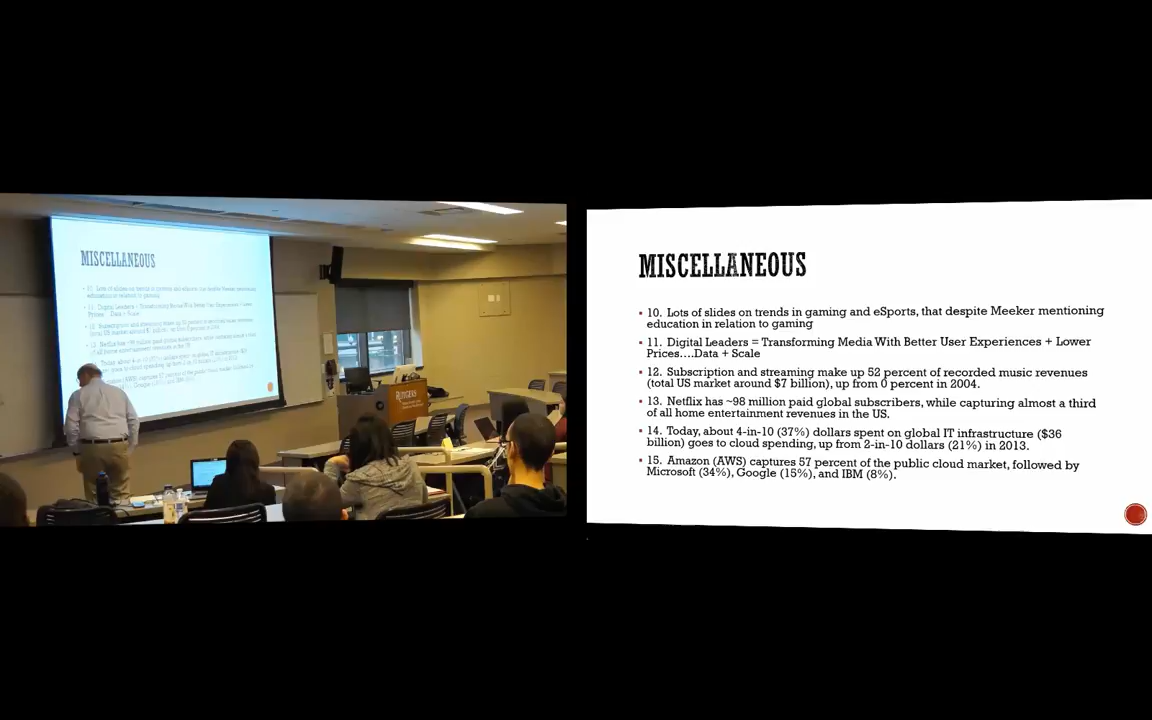 MISCELLANEOUS
RUTGERS
MISCELLANEOUS
10. Lots of slides on trends in gaming and eSports, that despite Meeker mentioning
education in relation to gaming
11. Digital Leaders = Transforming Media With Better User Experiences + Lower
Prices....Data + Scale
12. Subscription and streaming make up 52 percent of recorded music revenues
(total US market around $7 billion), up from 0 percent in 2004.
13. Netflix has ~98 million paid global subscribers, while capturing almost a third
of all home entertainment revenues in the US.
14. Today, about 4-in-10 (37%) dollars spent on global IT infrastructure ($36
billion) goes to cloud spending, up from 2-in-10 dollars (21%) in 2013.
15. Amazon (AWS) captures 57 percent of the public cloud market, followed by
Microsoft (34%), Google (15%), and IBM (8%).